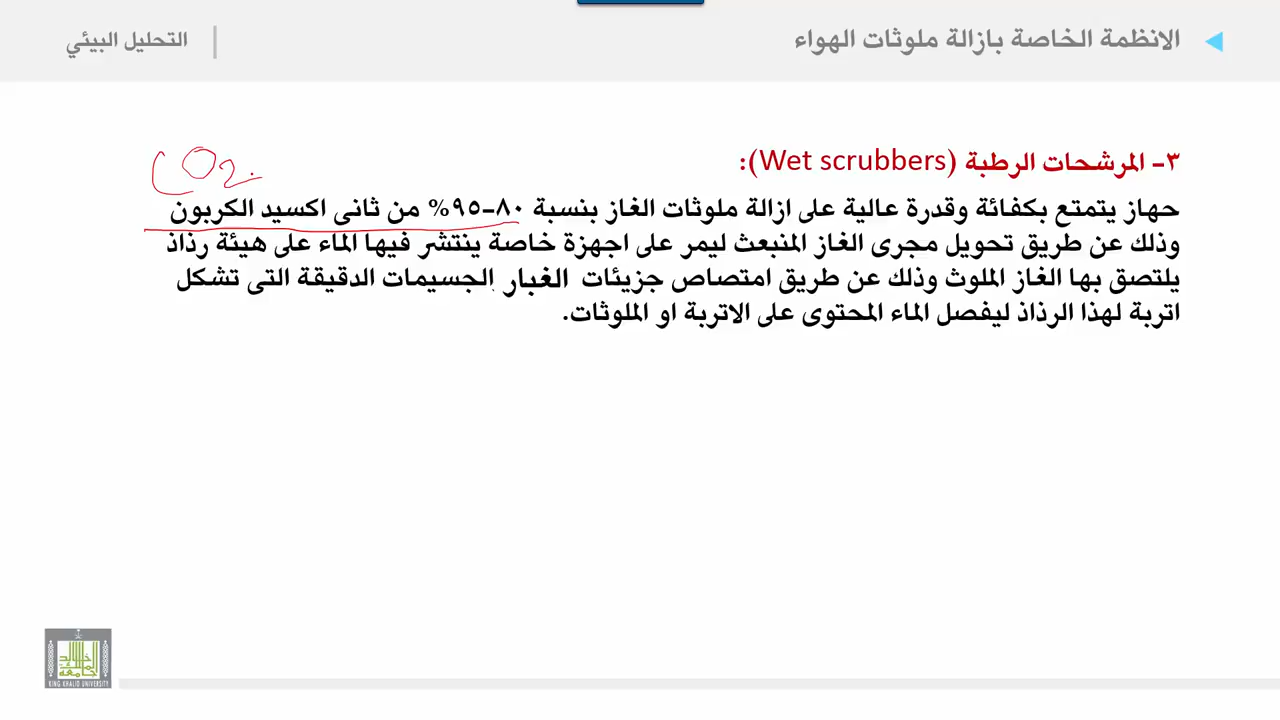 الانظمة الخاصة بازالة ملوثات الهواء
التحليل البيئي
٣- المرشحات الرطبة (Wet scrubbers):
CO2
حهاز يتمتع بكفائة وقدرة عالية على ازالة ملوثات الغاز بنسبة ٨٠-٩٥% من ثانى اكسيد الكربون
وذلك عن طريق تحويل مجرى الغاز المنبعث ليمر على اجهزة خاصة ينتشر فيها الماء على هيئة رذاذ
يلتصق بها الغاز الملوث وذلك عن طريق امتصاص جزيئات الغبار الجسيمات الدقيقة التى تشكل
اتربة لهذا الرذاذ ليفصل الماء المحتوى على الاتربة او الملوثات.
KING KHALID UNIVERSITY